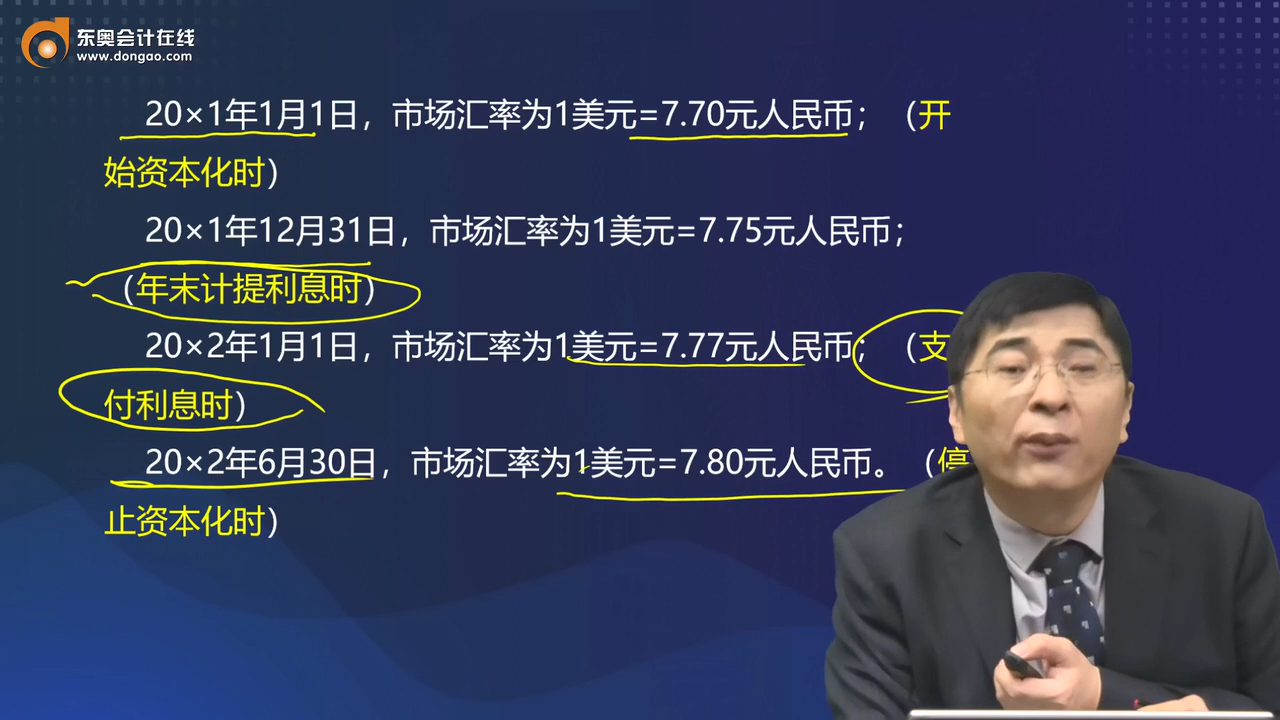 东奥会计在线
www.dongao.com
20×1年1月1日，市场汇率为1美元=7.70元人民币；（开
始资本化时）
20×1年12月31日，市场汇率为1美元=7.75元人民币；
（年末计提利息时）
20×2年1月1日，市场汇率为1美元=7.77元人民币；（支
付利息时）
20×2年6月30日，市场汇率为1美元=7.80元人民币。（停
止资本化时）